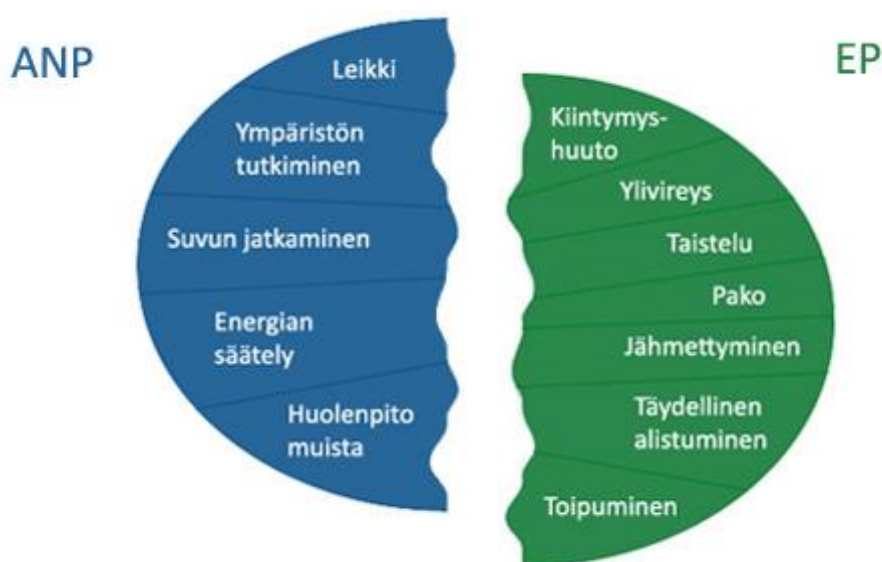 ANP
Leikki
Ympäristön
tutkiminen
Suvun jatkaminen
Energian
säätely
Huolenpito
muista
EP
Kiintymys-
huuto
Ylivireys
Taistelu
Pako
Jähmettyminen
Täydellinen
alistuminen
Toipuminen